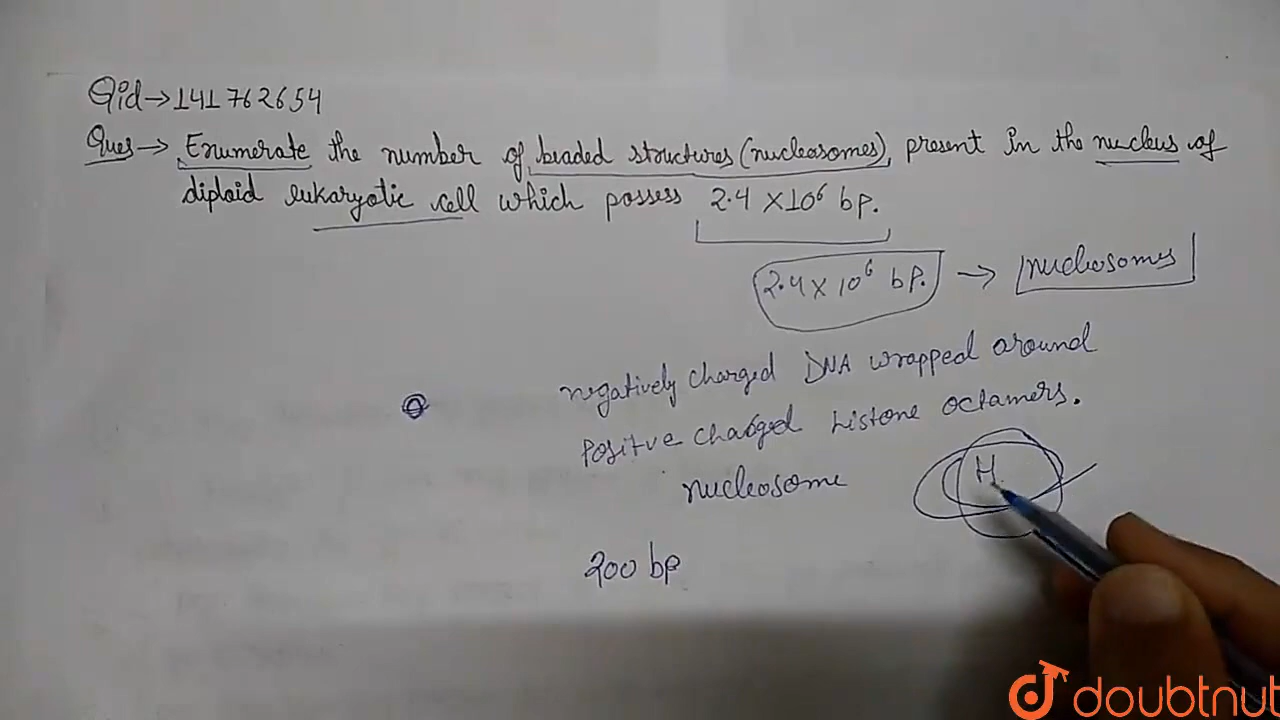 Qid→141762654
Ques→ Enumerate the number of beaded structures (nucleosomes), present in the nucleus of
diploid eukaryotic cell which possess 2.4 × 10⁶ bp.
2.4 × 10⁶ bp. → nucleosomes
negatively charged DNA wrapped around
Positve charged histone octamers.
nucleosome
H
200 bp
doubtnut